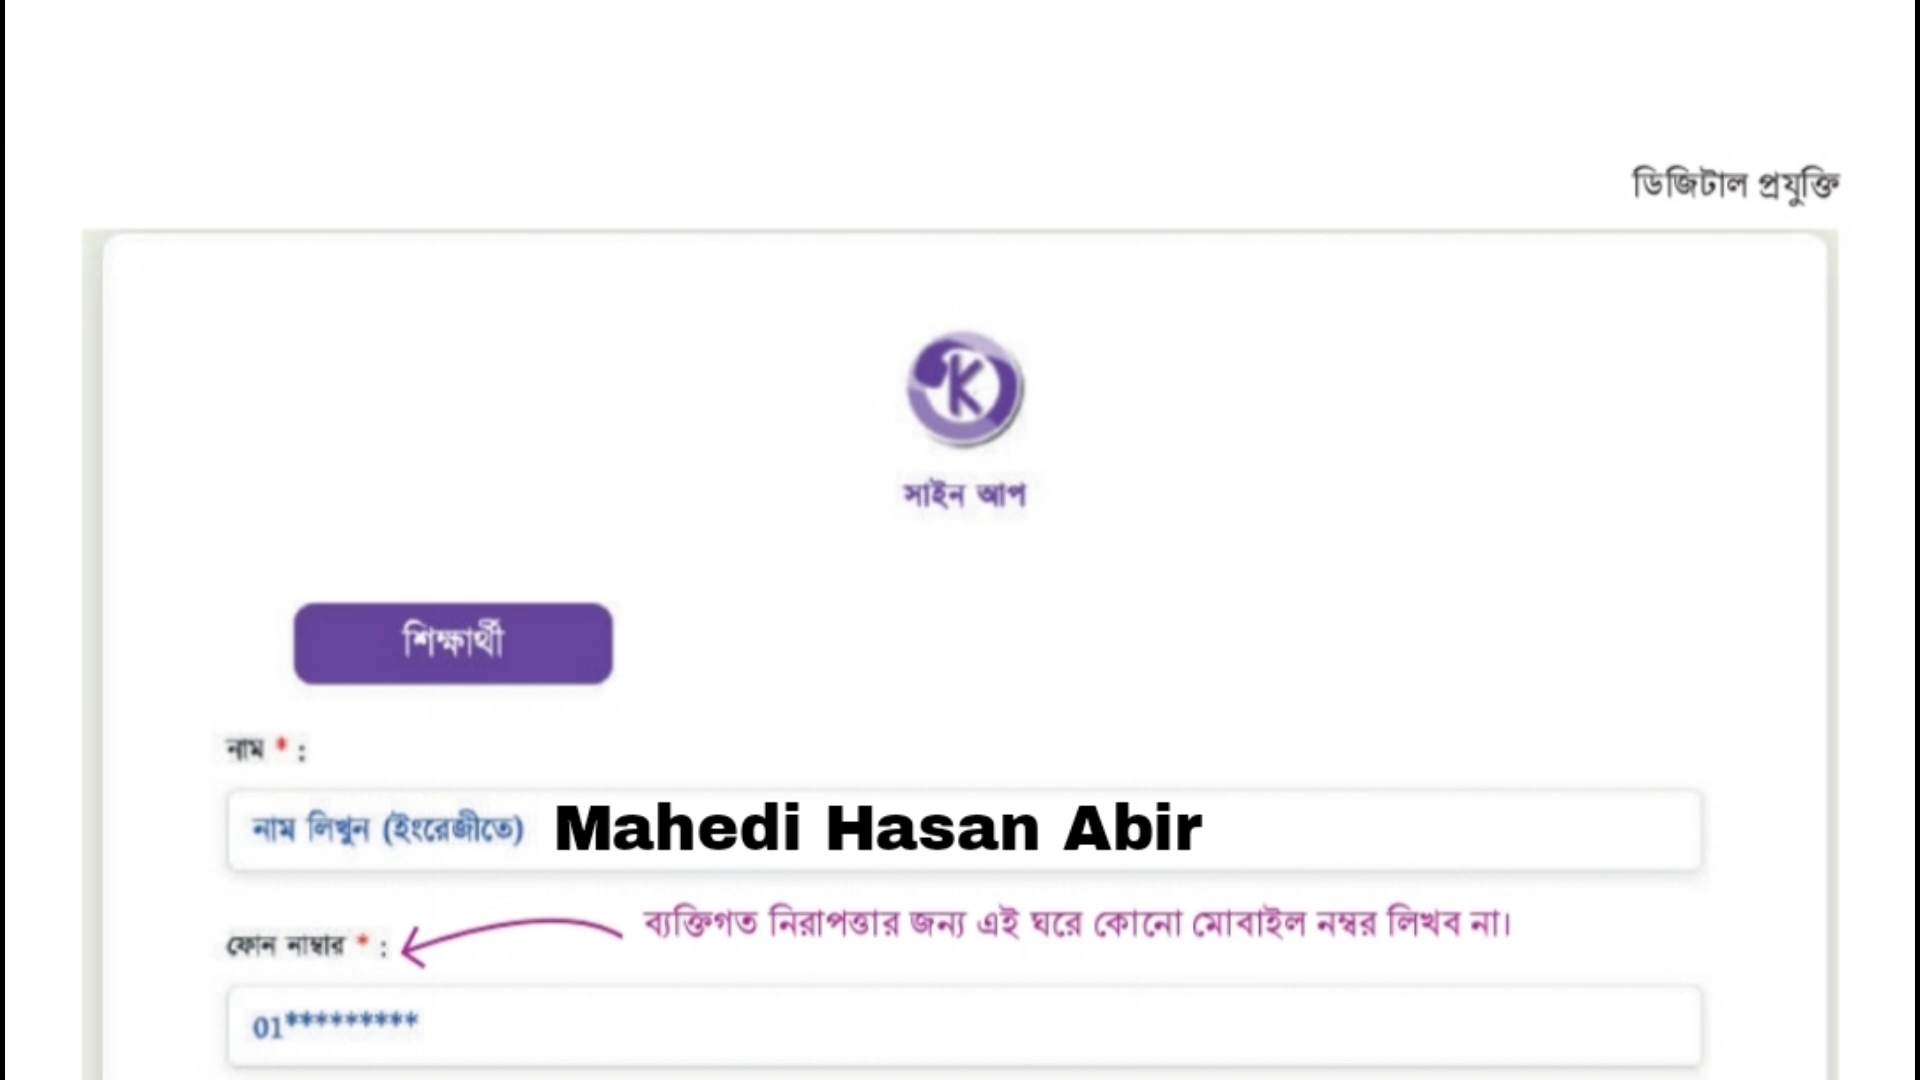 ডিজিটাল প্রযুক্তি
K
সাইন আপ
শিক্ষার্থী
নাম * :
নাম লিখুন (ইংরেজীতে) Mahedi Hasan Abir
ব্যক্তিগত নিরাপত্তার জন্য এই ঘরে কোনো মোবাইল নম্বর লিখব না।
ফোন নাম্বার * :
01*********